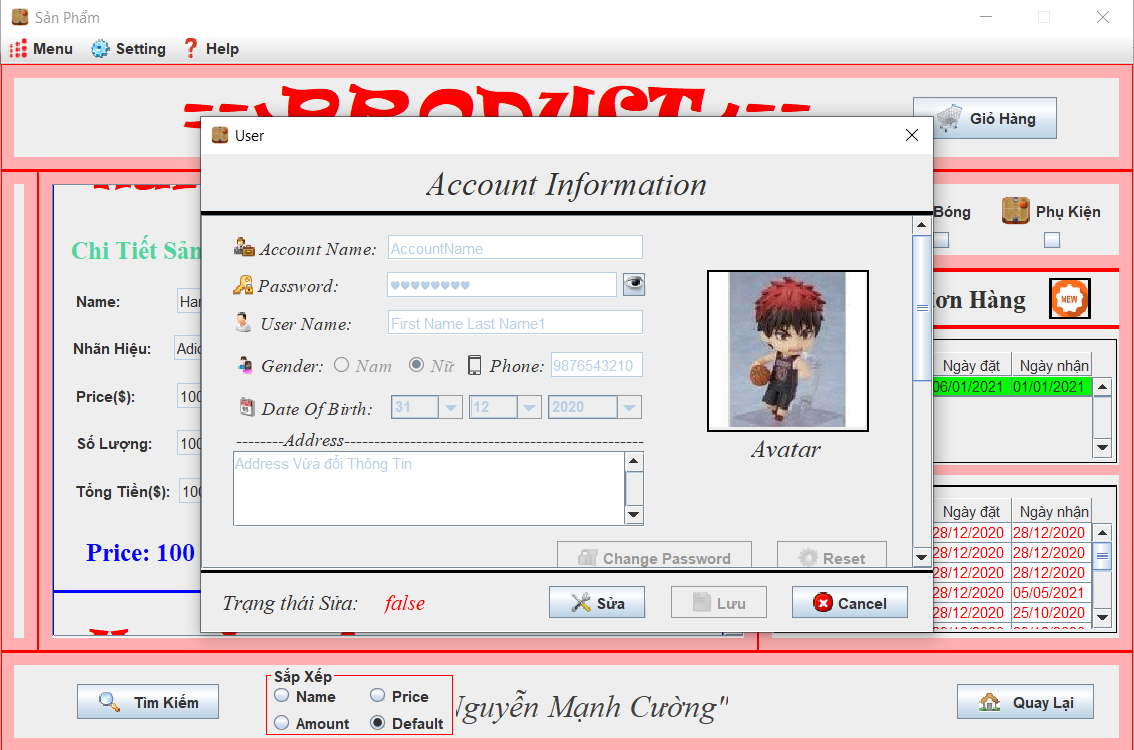 Sản Phẩm
Menu Setting Help
PRODUCT
Giỏ Hàng
User
Account Information
Bóng Phụ Kiện
Chi Tiết Sản
Account Name: AccountName
Password: ♥♥♥♥♥♥♥♥
User Name: First Name Last Name1
Gender: Nam Nữ Phone: 9876543210
Date Of Birth: 31 12 2020
--------Address--------------------------------------------------
Address Vừa đổi Thông Tin
Avatar
Change Password Reset
Trạng thái Sửa: false
Sửa Lưu Cancel
Name:
Nhãn Hiệu:
Price($): 100
Số Lượng: 100
Tổng Tiền($): 100
Price: 100
Hàng NEW
Ngày đặt Ngày nhận
06/01/2021 01/01/2021
Ngày đặt Ngày nhận
28/12/2020 28/12/2020
28/12/2020 28/12/2020
28/12/2020 28/12/2020
28/12/2020 05/05/2021
28/12/2020 25/10/2020
Tìm Kiếm
Sắp Xếp
Name Price
Amount Default
Nguyễn Mạnh Cường"
Quay Lại